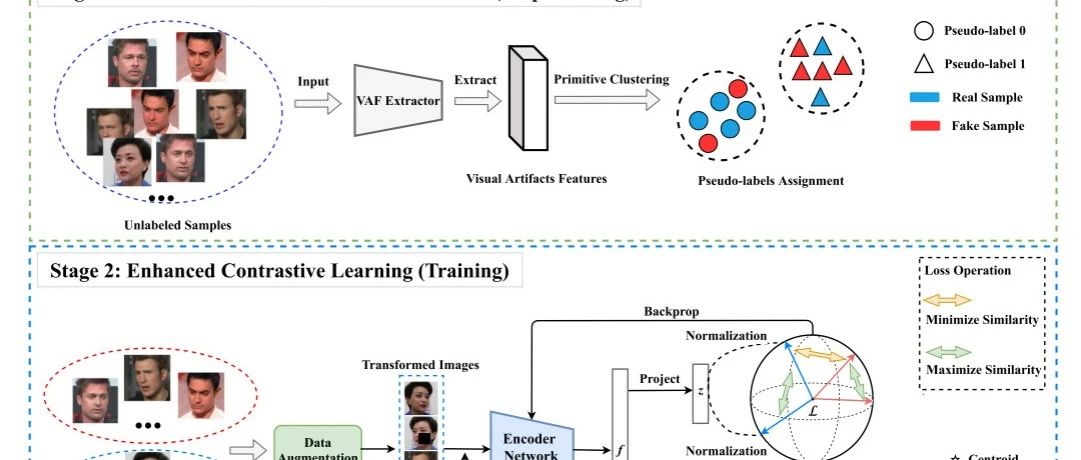 Input
VAF Extractor
Extract
Primitive Clustering
Pseudo-label 0
Pseudo-label 1
Real Sample
Fake Sample
Visual Artifacts Features
Pseudo-labels Assignment
Unlabeled Samples
Stage 2: Enhanced Contrastive Learning (Training)
Loss Operation
Minimize Similarity
Maximize Similarity
Backprop
Normalization
Transformed Images
Project
z
ℒ
Data
Augmentation
Encoder
Network
f
Normalization
Centroid